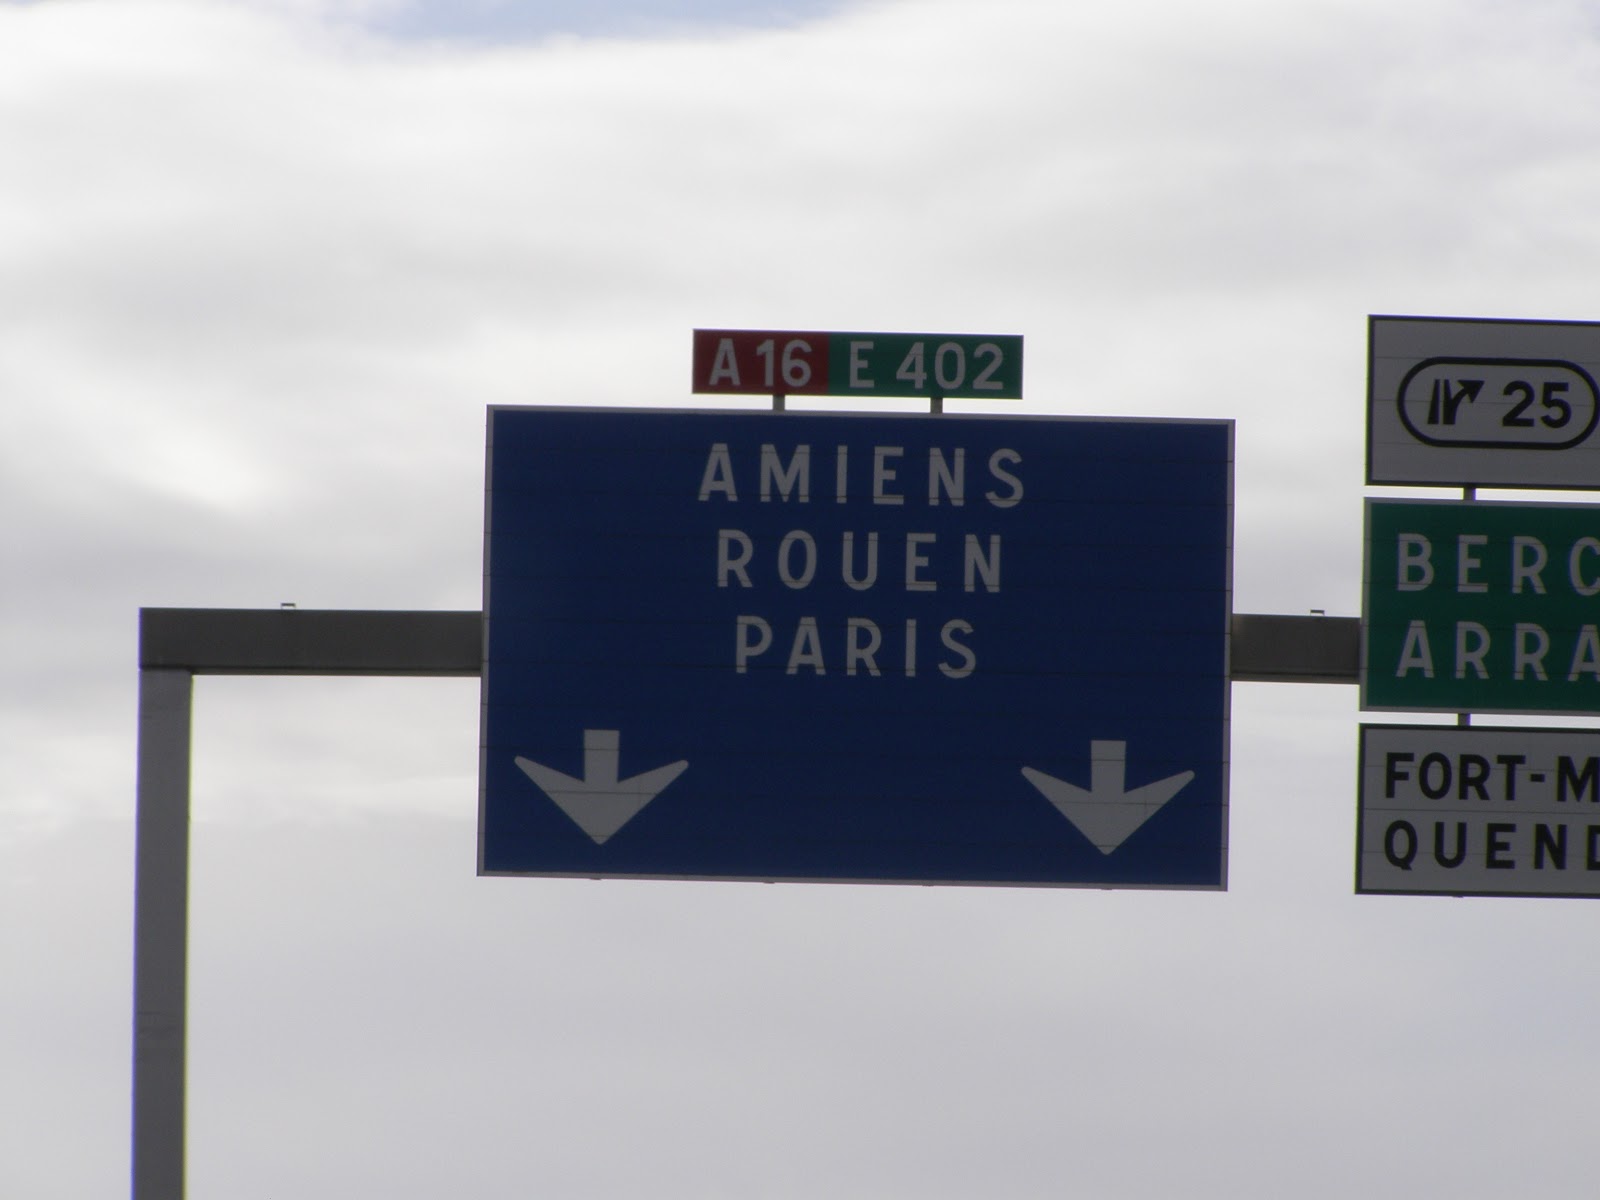 A 16 E 402
AMIENS
ROUEN
PARIS
25
BERC
ARRA
FORT-M
QUEND